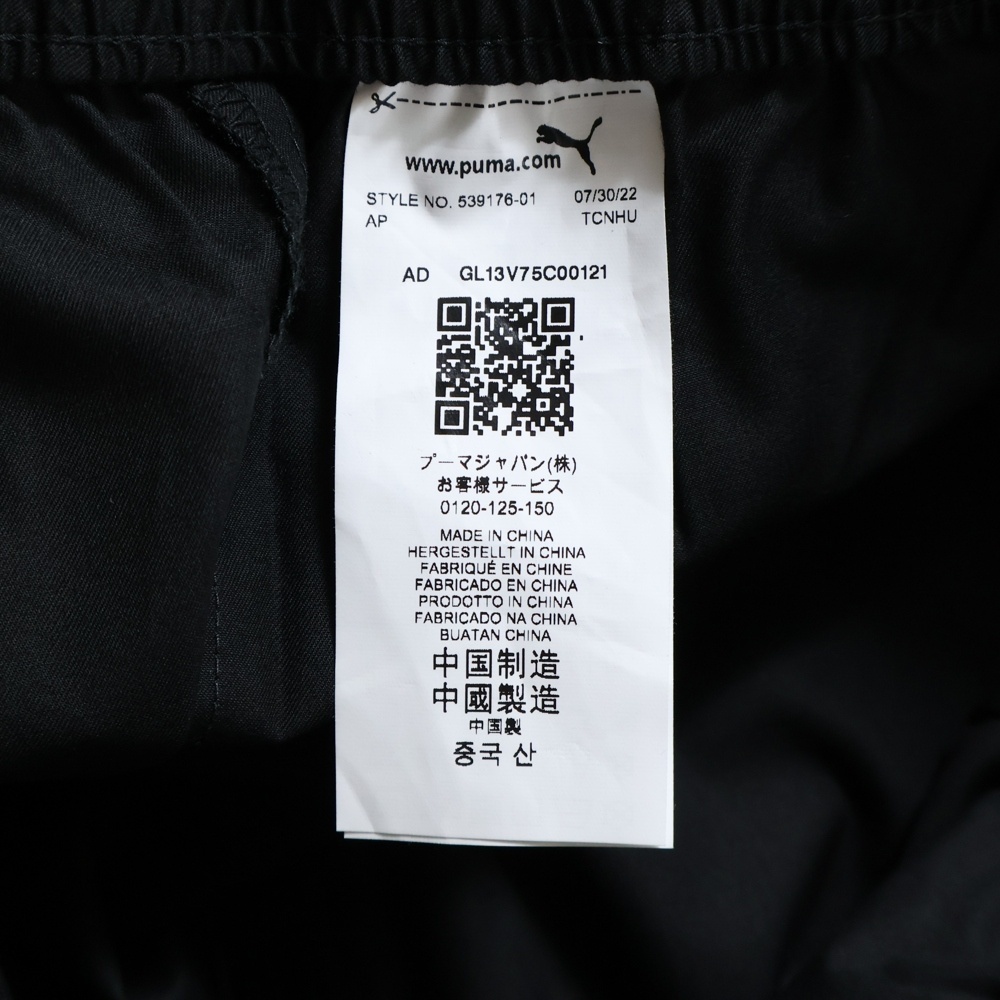 www.puma.com
STYLE NO. 539176-01 07/30/22
AP TCNHU
AD GL13V75C00121
プーマジャパン(株)
お客様サービス
0120-125-150
MADE IN CHINA
HERGESTELLT IN CHINA
FABRIQUÉ EN CHINE
FABRICADO EN CHINA
PRODOTTO IN CHINA
FABRICADO NA CHINA
BUATAN CHINA
中国制造
中國製造
中国製
중국 산